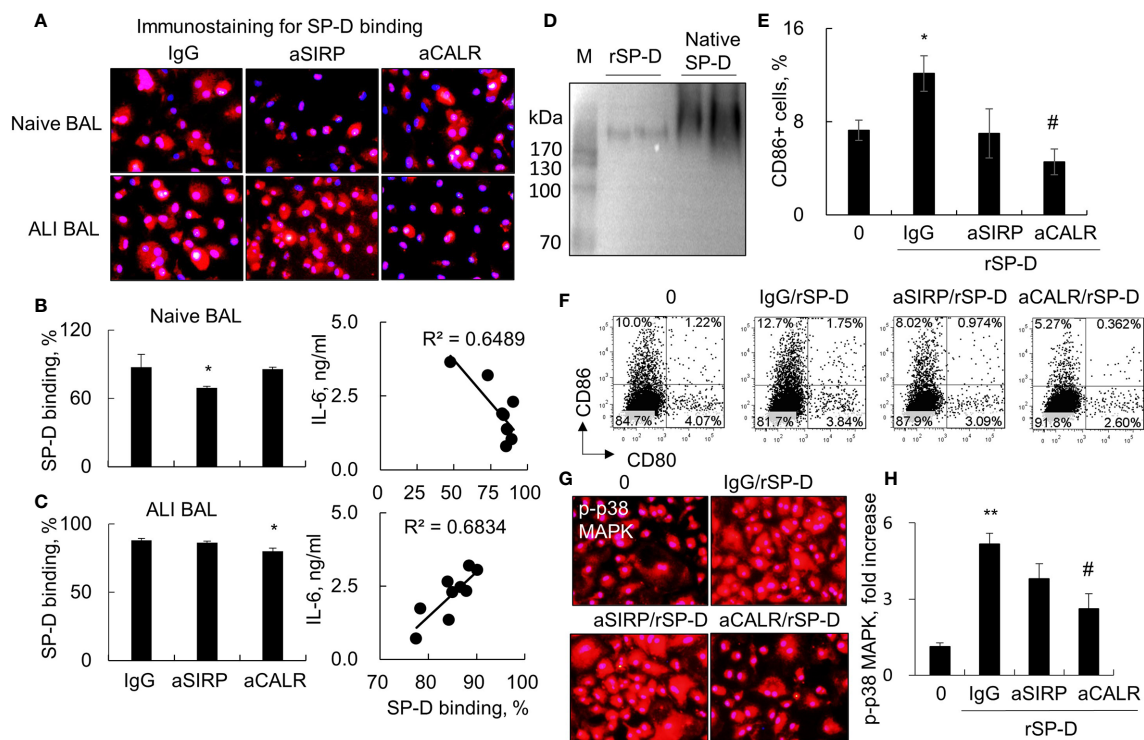 A
Immunostaining for SP-D binding
IgG
aSIRP
aCALR
Naive BAL
ALI BAL
B
Naive BAL
SP-D binding, %
120
60
0
*
IL-6, ng/ml
5.0
2.5
0.0
R² = 0.6489
0 25 50 75 100
C
ALI BAL
SP-D binding, %
100
50
0
*
IgG aSIRP aCALR
IL-6, ng/ml
5.0
2.5
0.0
R² = 0.6834
70 80 90 100
SP-D binding, %
D
M rSP-D Native
SP-D
kDa
170
130
100
70
E
CD86+ cells, %
16
8
0
*
#
0 IgG aSIRP aCALR
rSP-D
F
0 IgG/rSP-D aSIRP/rSP-D aCALR/rSP-D
10.0% 1.22% 12.7% 1.75% 8.02% 0.974% 5.27% 0.362%
84.7% 4.07% 81.7% 3.84% 87.9% 3.09% 91.8% 2.60%
CD86
CD80
G
0 IgG/rSP-D
p-p38
MAPK
aSIRP/rSP-D aCALR/rSP-D
H
p-p38 MAPK, fold increase
6
3
0
**
#
0 IgG aSIRP aCALR
rSP-D